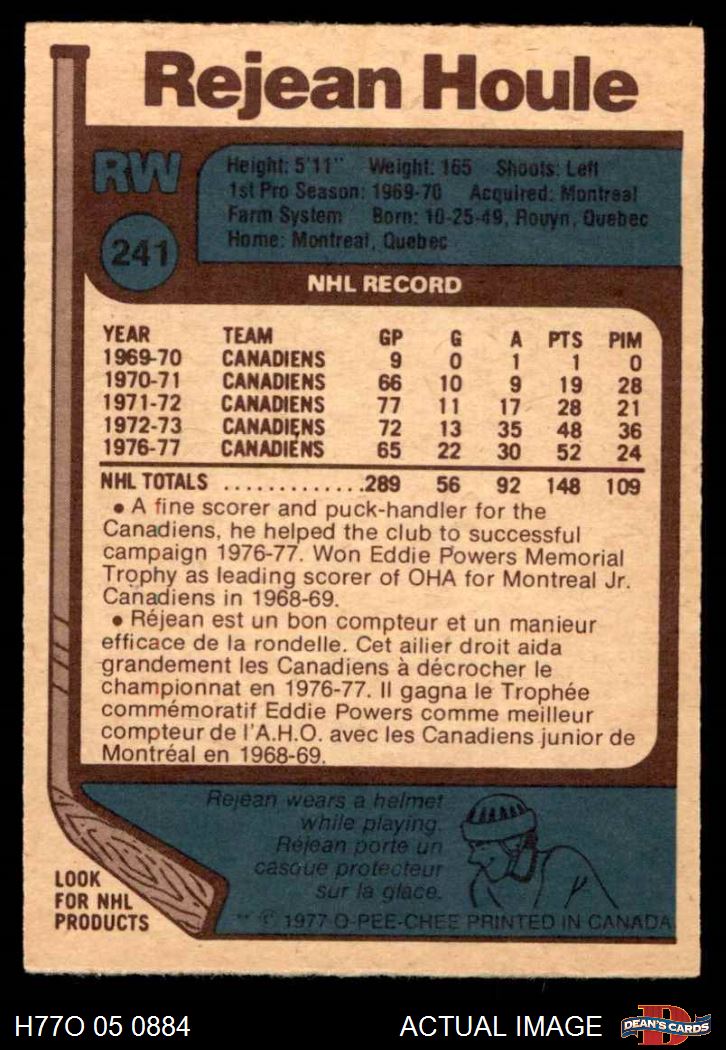 Rejean Houle
RW
241
Height: 5'11" Weight: 165 Shoots: Left
1st Pro Season: 1969-70 Acquired: Montreal
Farm System Born: 10-25-49, Rouyn, Quebec
Home: Montreal, Quebec
NHL RECORD
YEAR TEAM GP G A PTS PIM
1969-70 CANADIENS 9 0 1 1 0
1970-71 CANADIENS 66 10 9 19 28
1971-72 CANADIENS 77 11 17 28 21
1972-73 CANADIENS 72 13 35 48 36
1976-77 CANADIENS 65 22 30 52 24
NHL TOTALS .............289 56 92 148 109
• A fine scorer and puck-handler for the
Canadiens, he helped the club to successful
campaign 1976-77. Won Eddie Powers Memorial
Trophy as leading scorer of OHA for Montreal Jr.
Canadiens in 1968-69.
• Réjean est un bon compteur et un manieur
efficace de la rondelle. Cet ailier droit aida
grandement les Canadiens à décrocher le
championnat en 1976-77. Il gagna le Trophée
commémoratif Eddie Powers comme meilleur
compteur de l'A.H.O. avec les Canadiens junior de
Montréal en 1968-69.
Rejean wears a helmet
while playing.
Réjean porte un
casque protecteur
sur la glace.
LOOK
FOR NHL
PRODUCTS
** © 1977 O-PEE-CHEE PRINTED IN CANADA
H77O 05 0884 ACTUAL IMAGE
D
DEAN'S CARDS